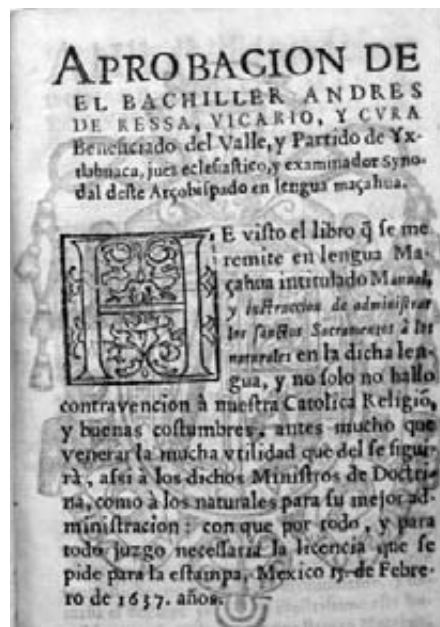 APROBACION DE
EL BACHILLER ANDRES
DE RESSA, VICARIO, Y CVRA
Beneficiado del Valle, y Partido de Yx-
tlahuaca, juez eclesiastico, y examinador syno-
dal deste Arçobispado en lengua maçahua.
HE visto el libro q̃ se me
remite en lengua Ma-
çahua intitulado Manual,
y instruccion de administrar
los sanctos Sacramentos à los
naturales en la dicha len-
gua, y no solo no hallo
contravencion à nuestra Catolica Religiõ,
y buenas costumbres, antes mucho que
venerar la mucha vtilidad que del se segui-
rà, assi à los dichos Ministros de Doctri-
na, como à los naturales para su mejor ad-
ministracion: con que por todo, y para
todo juzgo necessaria la licencia que se
pide para la estampa, Mexico 17. de Febre-
ro de 1637. años.